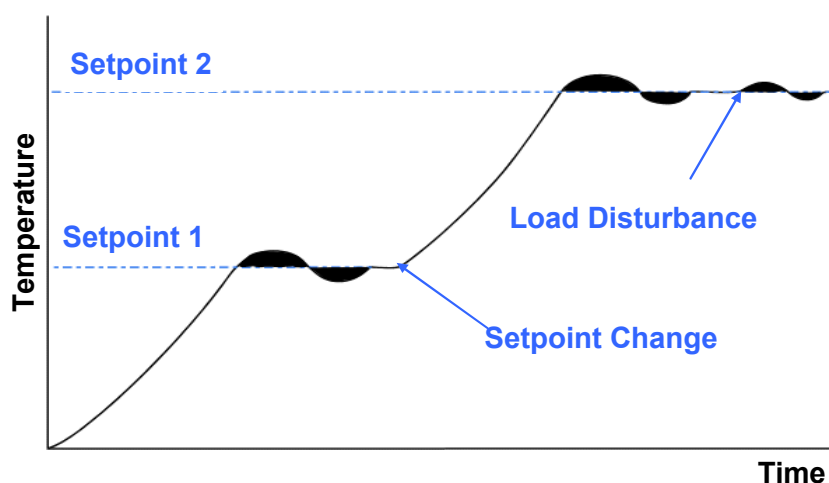 Setpoint 2
Temperature
Setpoint 1
Load Disturbance
Setpoint Change
Time